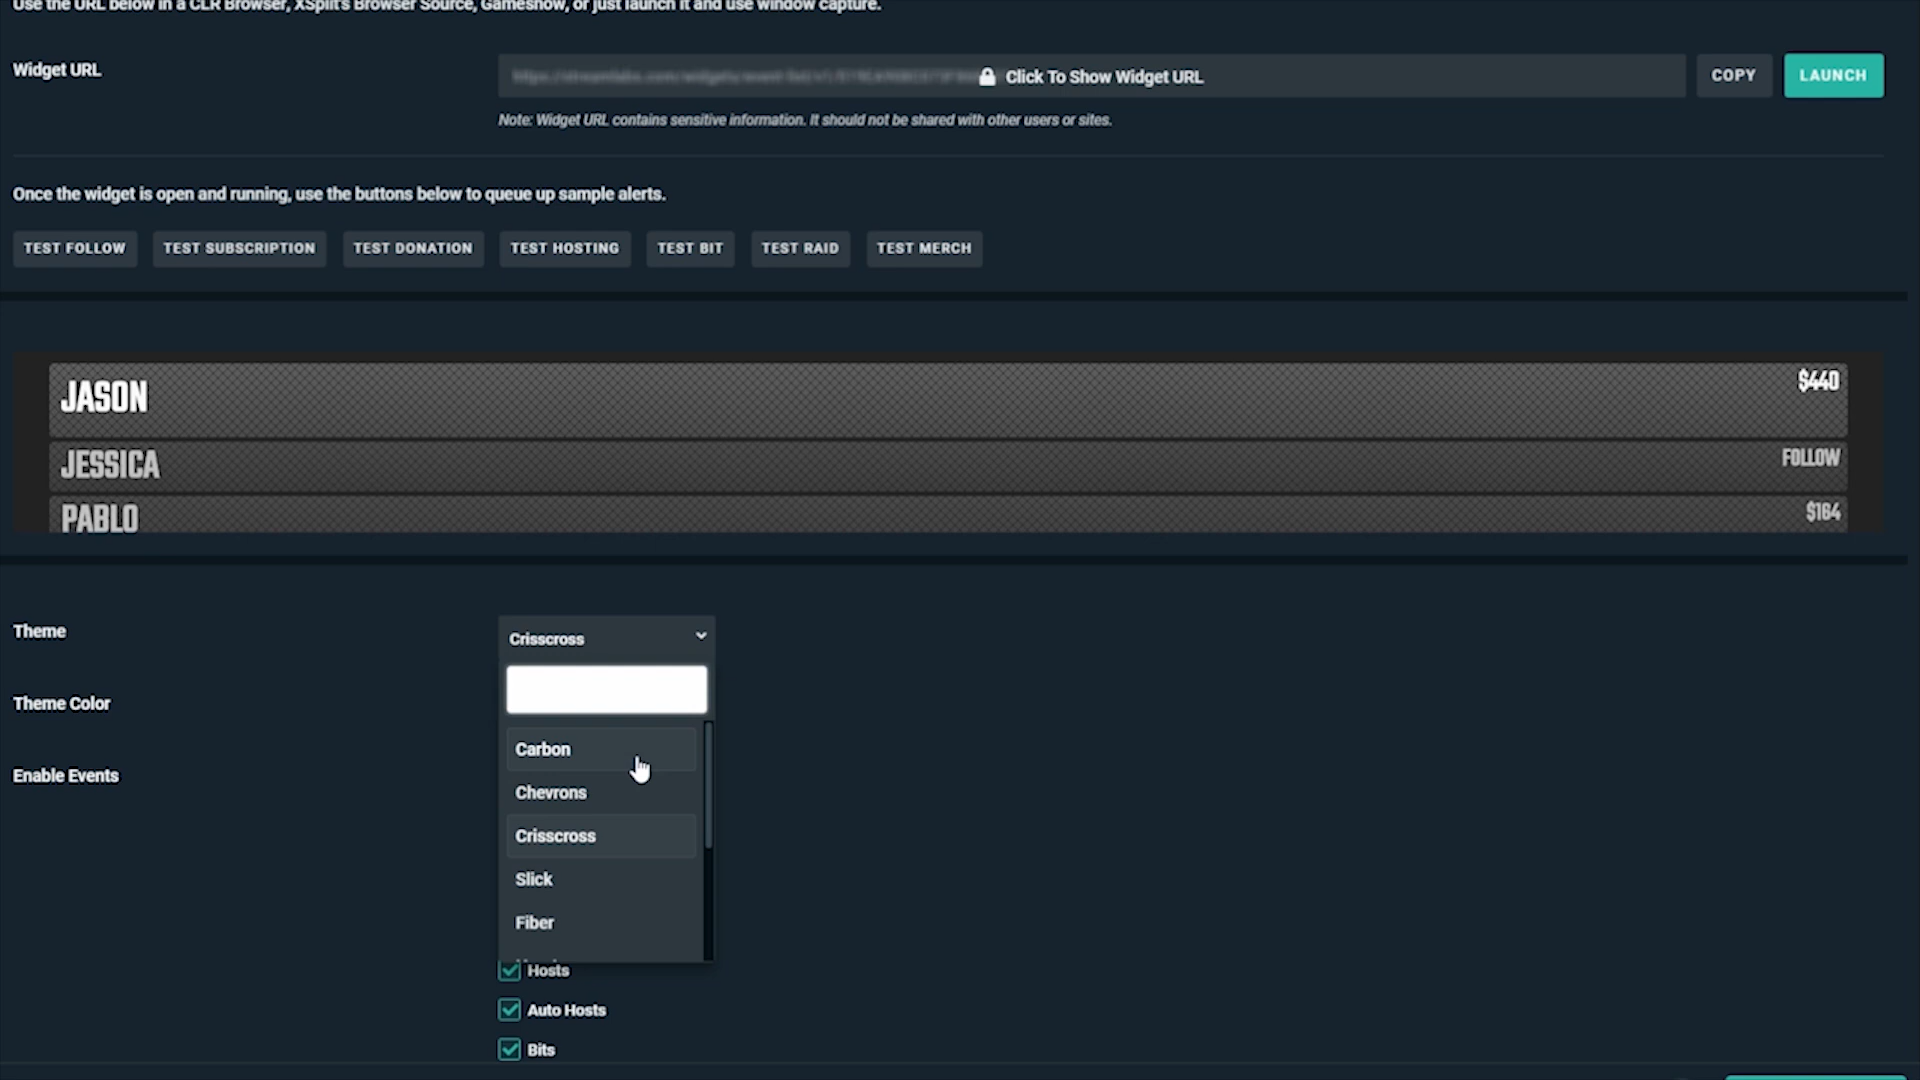 Use the URL below in a CLR Browser, XSplit's Browser Source, Gameshow, or just launch it and use window capture.
Widget URL
Click To Show Widget URL
COPY
LAUNCH
Note: Widget URL contains sensitive information. It should not be shared with other users or sites.
Once the widget is open and running, use the buttons below to queue up sample alerts.
TEST FOLLOW
TEST SUBSCRIPTION
TEST DONATION
TEST HOSTING
TEST BIT
TEST RAID
TEST MERCH
JASON
$440
JESSICA
FOLLOW
PABLO
$164
Theme
Crisscross
Theme Color
Carbon
Enable Events
Chevrons
Crisscross
Slick
Fiber
Hosts
Auto Hosts
Bits